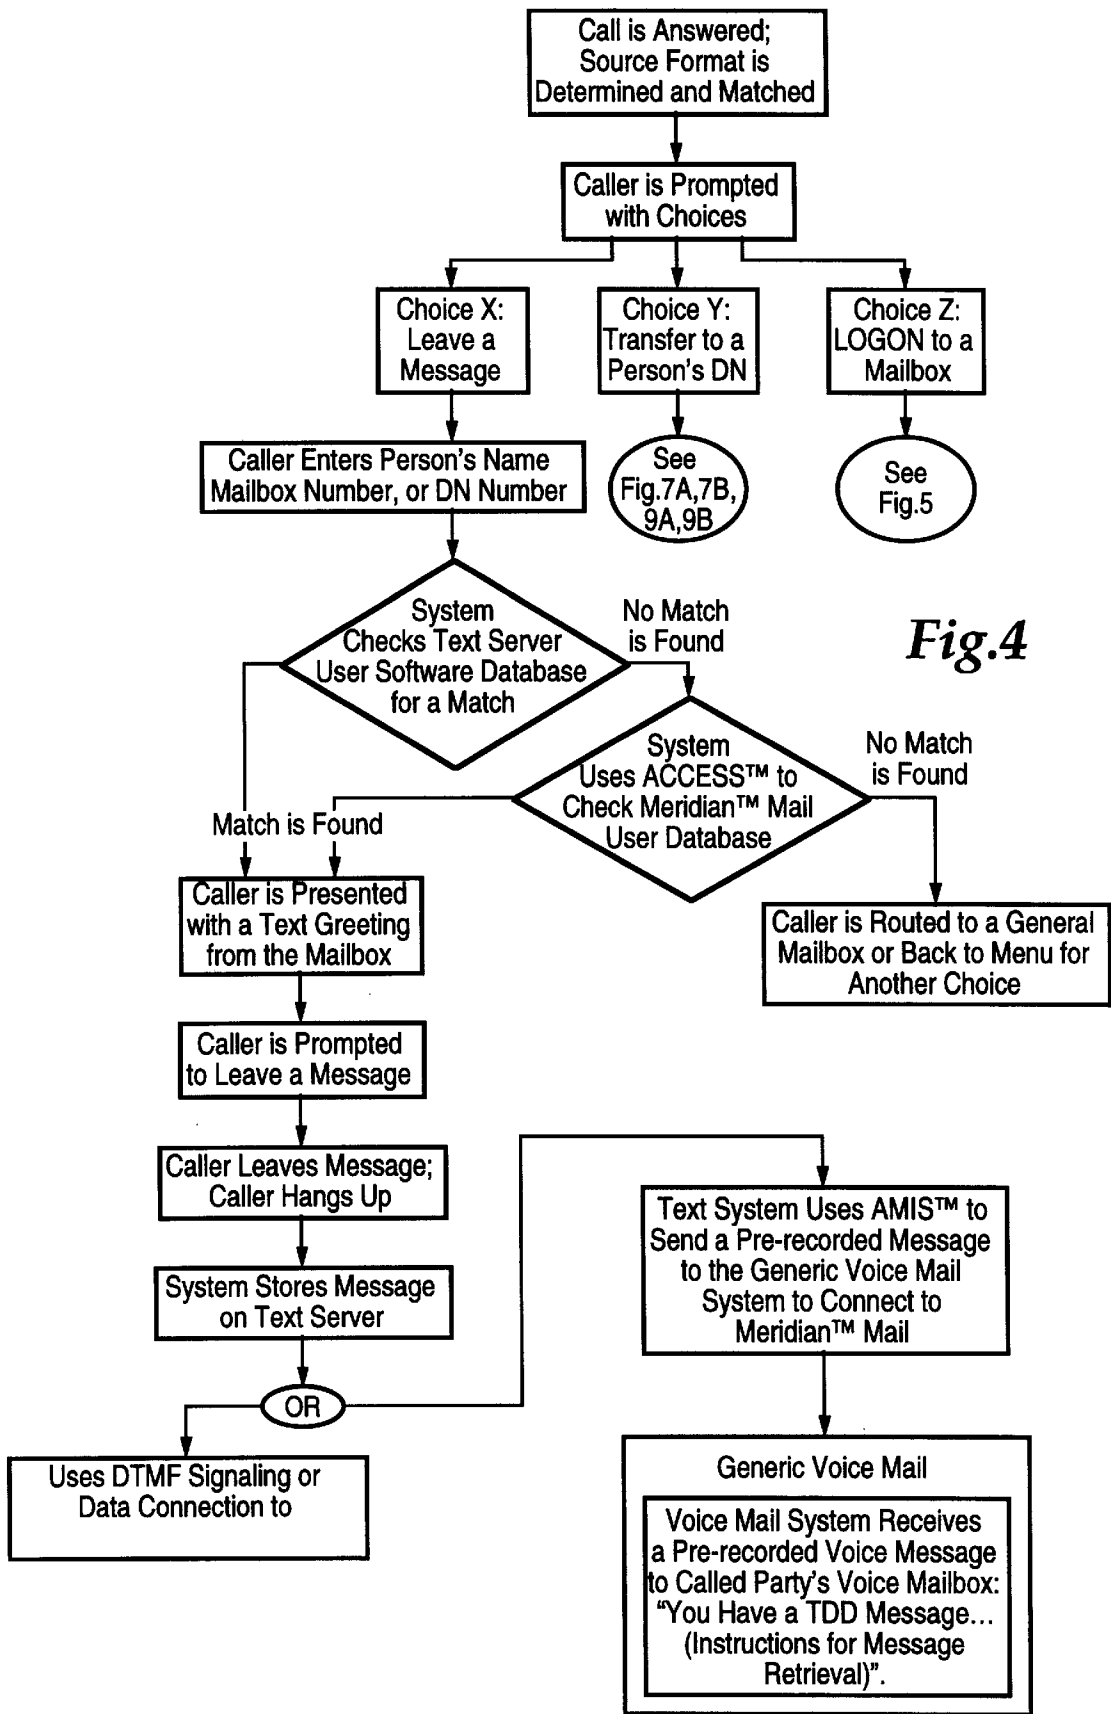 Call is Answered;
Source Format is
Determined and Matched
Caller is Prompted
with Choices
Choice X:
Leave a
Message
Choice Y:
Transfer to a
Person's DN
Choice Z:
LOGON to a
Mailbox
Caller Enters Person's Name
Mailbox Number, or DN Number
See
Fig.7A,7B,
9A,9B
See
Fig.5
System
Checks Text Server
User Software Database
for a Match
No Match
is Found
Fig.4
System
Uses ACCESS™ to
Check Meridian™ Mail
User Database
No Match
is Found
Match is Found
Caller is Presented
with a Text Greeting
from the Mailbox
Caller is Routed to a General
Mailbox or Back to Menu for
Another Choice
Caller is Prompted
to Leave a Message
Caller Leaves Message;
Caller Hangs Up
System Stores Message
on Text Server
OR
Uses DTMF Signaling or
Data Connection to
Text System Uses AMIS™ to
Send a Pre-recorded Message
to the Generic Voice Mail
System to Connect to
Meridian™ Mail
Generic Voice Mail
Voice Mail System Receives
a Pre-recorded Voice Message
to Called Party's Voice Mailbox:
"You Have a TDD Message...
(Instructions for Message
Retrieval)".